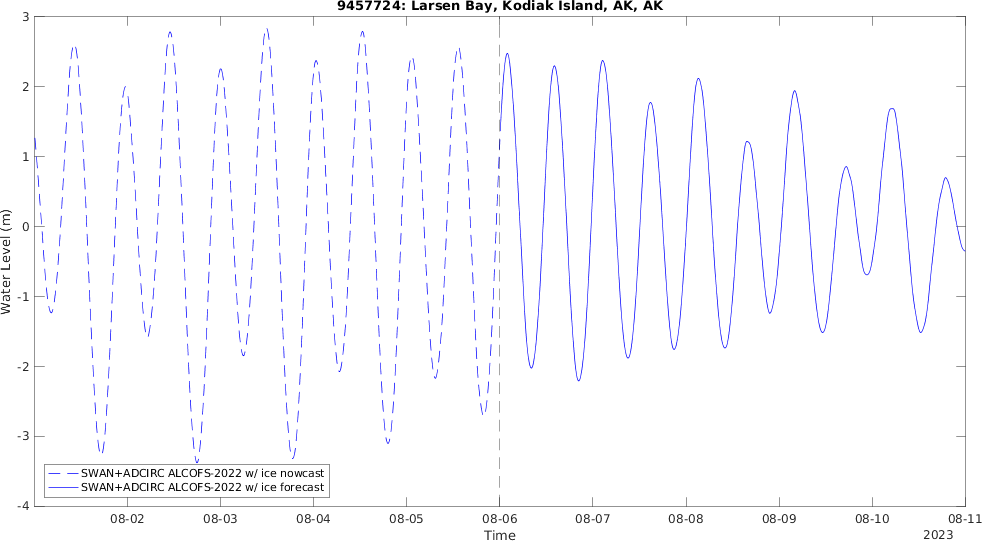 9457724: Larsen Bay, Kodiak Island, AK, AK
3
2
1
0
-1
-2
-3
-4
Water Level (m)
SWAN+ADCIRC ALCOFS-2022 w/ ice nowcast
SWAN+ADCIRC ALCOFS-2022 w/ ice forecast
08-02 08-03 08-04 08-05 08-06 08-07 08-08 08-09 08-10 08-11
Time
2023